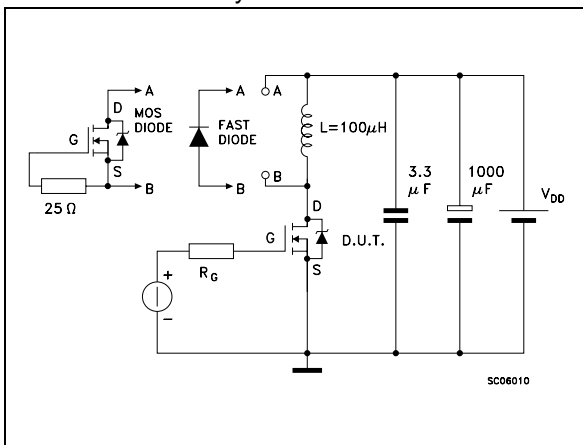 A
D
MOS
DIODE
G
S
B
25 Ω
A
FAST
DIODE
B
A
L=100μH
B
D
G
D.U.T.
S
+
RG
−
3.3
μF
1000
μF
VDD
SC06010